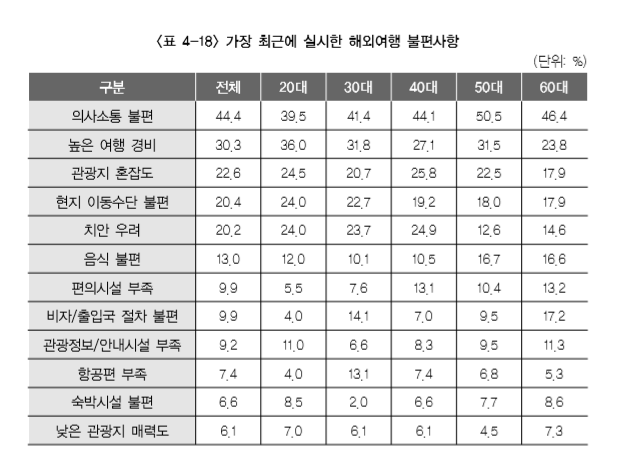 〈표 4-18〉 가장 최근에 실시한 해외여행 불편사항
(단위: %)
구분 전체 20대 30대 40대 50대 60대
의사소통 불편 44.4 39.5 41.4 44.1 50.5 46.4
높은 여행 경비 30.3 36.0 31.8 27.1 31.5 23.8
관광지 혼잡도 22.6 24.5 20.7 25.8 22.5 17.9
현지 이동수단 불편 20.4 24.0 22.7 19.2 18.0 17.9
치안 우려 20.2 24.0 23.7 24.9 12.6 14.6
음식 불편 13.0 12.0 10.1 10.5 16.7 16.6
편의시설 부족 9.9 5.5 7.6 13.1 10.4 13.2
비자/출입국 절차 불편 9.9 4.0 14.1 7.0 9.5 17.2
관광정보/안내시설 부족 9.2 11.0 6.6 8.3 9.5 11.3
항공편 부족 7.4 4.0 13.1 7.4 6.8 5.3
숙박시설 불편 6.6 8.5 2.0 6.6 7.7 8.6
낮은 관광지 매력도 6.1 7.0 6.1 6.1 4.5 7.3